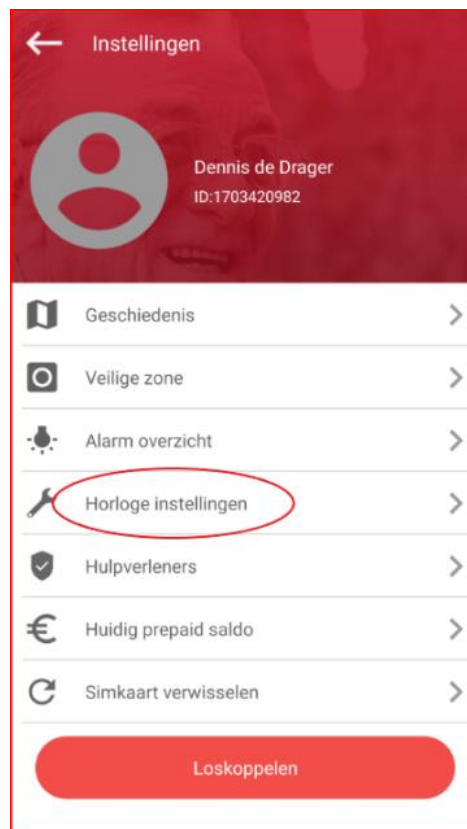 Instellingen
Dennis de Drager
ID:1703420982
Geschiedenis
Veilige zone
Alarm overzicht
Horloge instellingen
Hulpverleners
Huidig prepaid saldo
Simkaart verwisselen
Loskoppelen